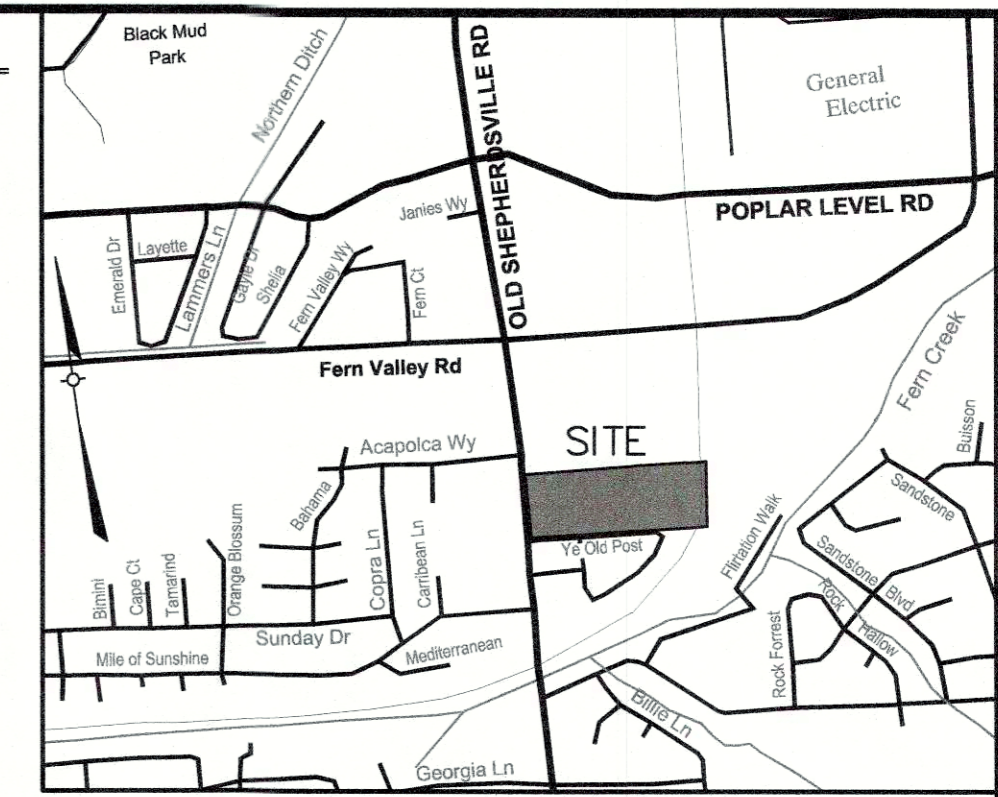 Black Mud
Park
Northern Ditch
OLD SHEPHERDSVILLE RD
General
Electric
POPLAR LEVEL RD
Janies Wy
Emerald Dr
Layette
Lammers Ln
Gayle Dr
Shelia
Fern Valley Wy
Fern Ct
Fern Valley Rd
Fern Creek
SITE
Acapolca Wy
Buisson
Bahama
Sandstone
Orange Blossum
Copra Ln
Carribean Ln
Ye Old Post
Flirtation Walk
Sandstone Blvd
Bimini
Cape Ct
Tamarind
Rock Hallow
Rock Forrest
Sunday Dr
Mile of Sunshine
Mediterranean
Billie Ln
Georgia Ln